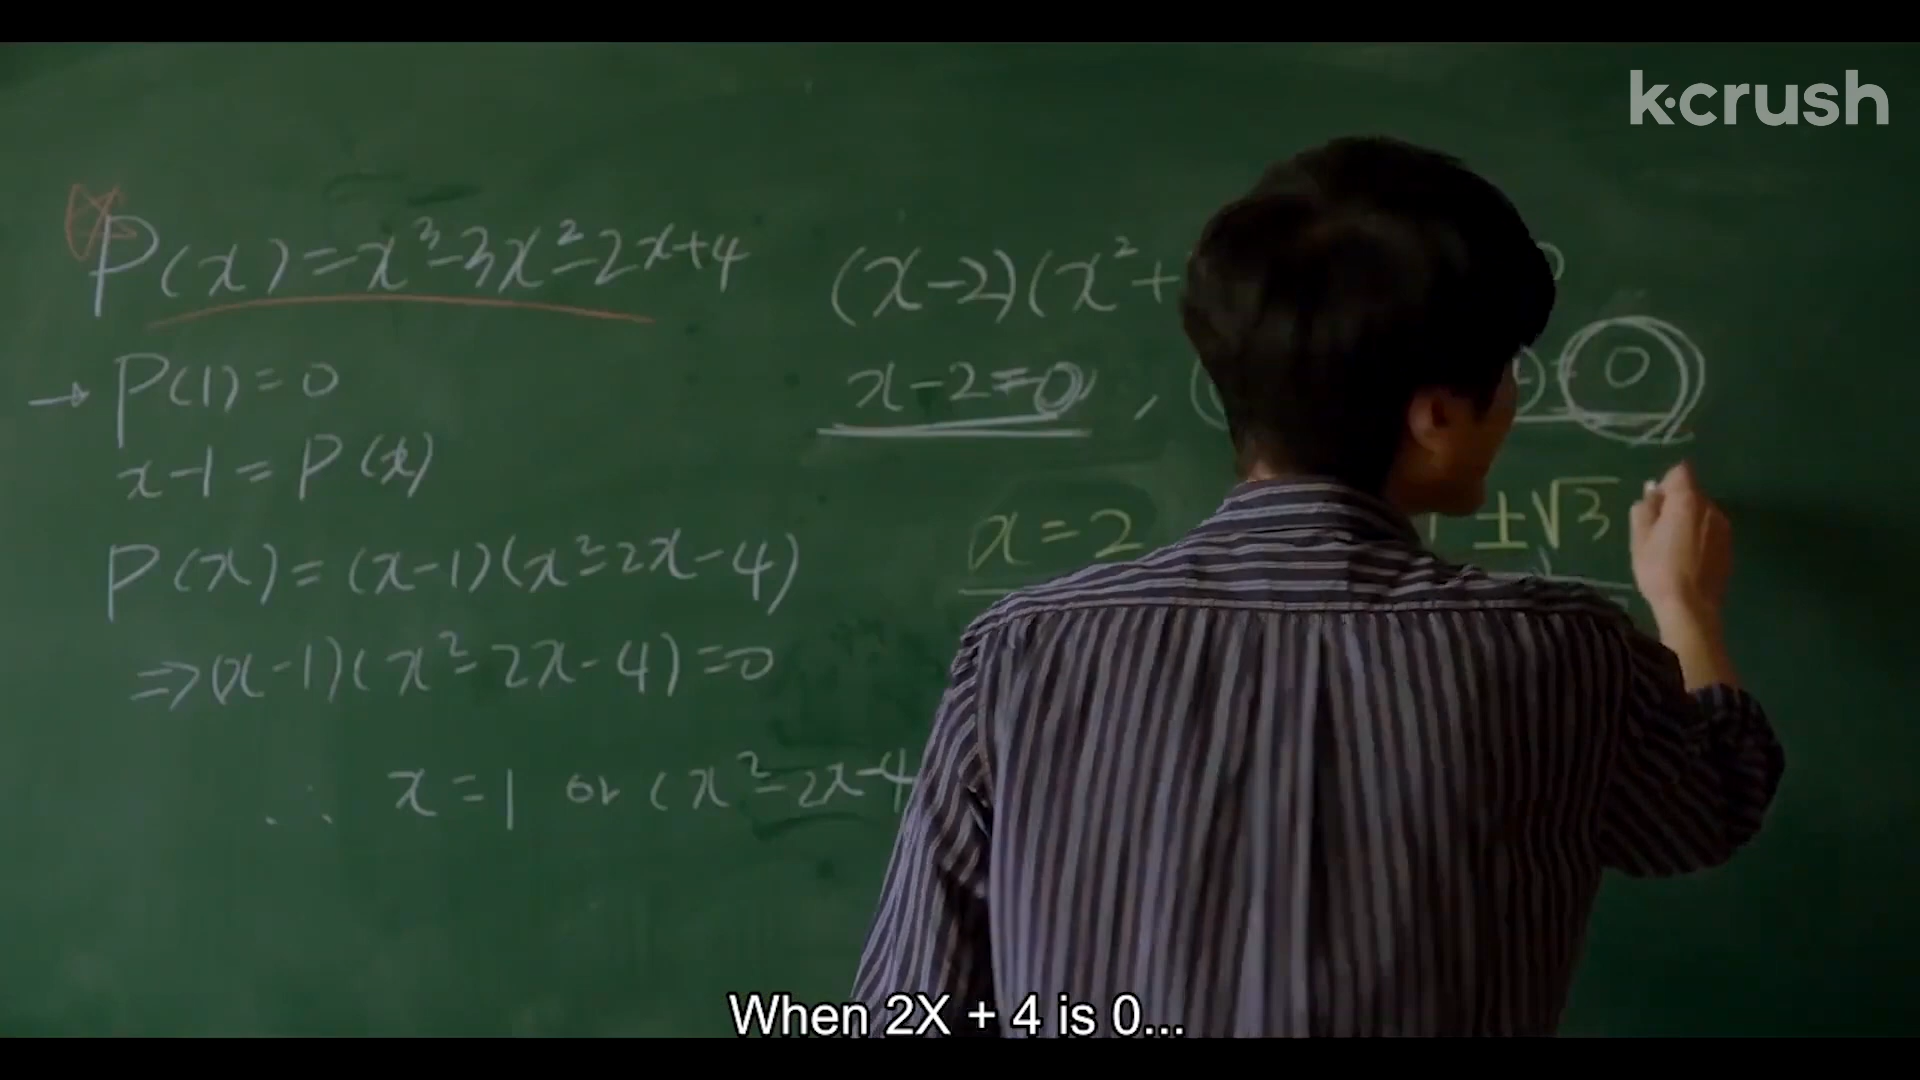 k·crush
P(x)=x³-3x²-2x+4
→ P(1)=0
x-1=P(x)
P(x)=(x-1)(x²-2x-4)
⇒(x-1)(x²-2x-4)=0
∴ x=1 or (x²-2x-4
(x-2)(x²+
x-2=0 , ( )=0
x=2 ±√3
When 2X + 4 is 0...